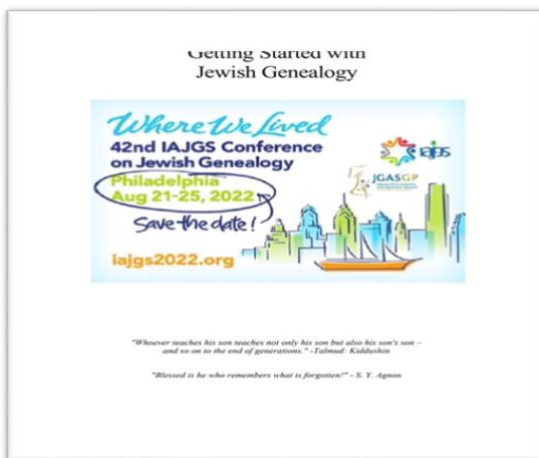 Getting Started with
Jewish Genealogy
Where We Lived
42nd IAJGS Conference
on Jewish Genealogy
iajgs
JGASGP
Philadelphia
Aug 21-25, 2022
Save the date!
iajgs2022.org
"Whoever teaches his son teaches not only his son but also his son's son –
and so on to the end of generations." -Talmud: Kiddushin
"Blessed is he who remembers what is forgotten!" - S. Y. Agnon